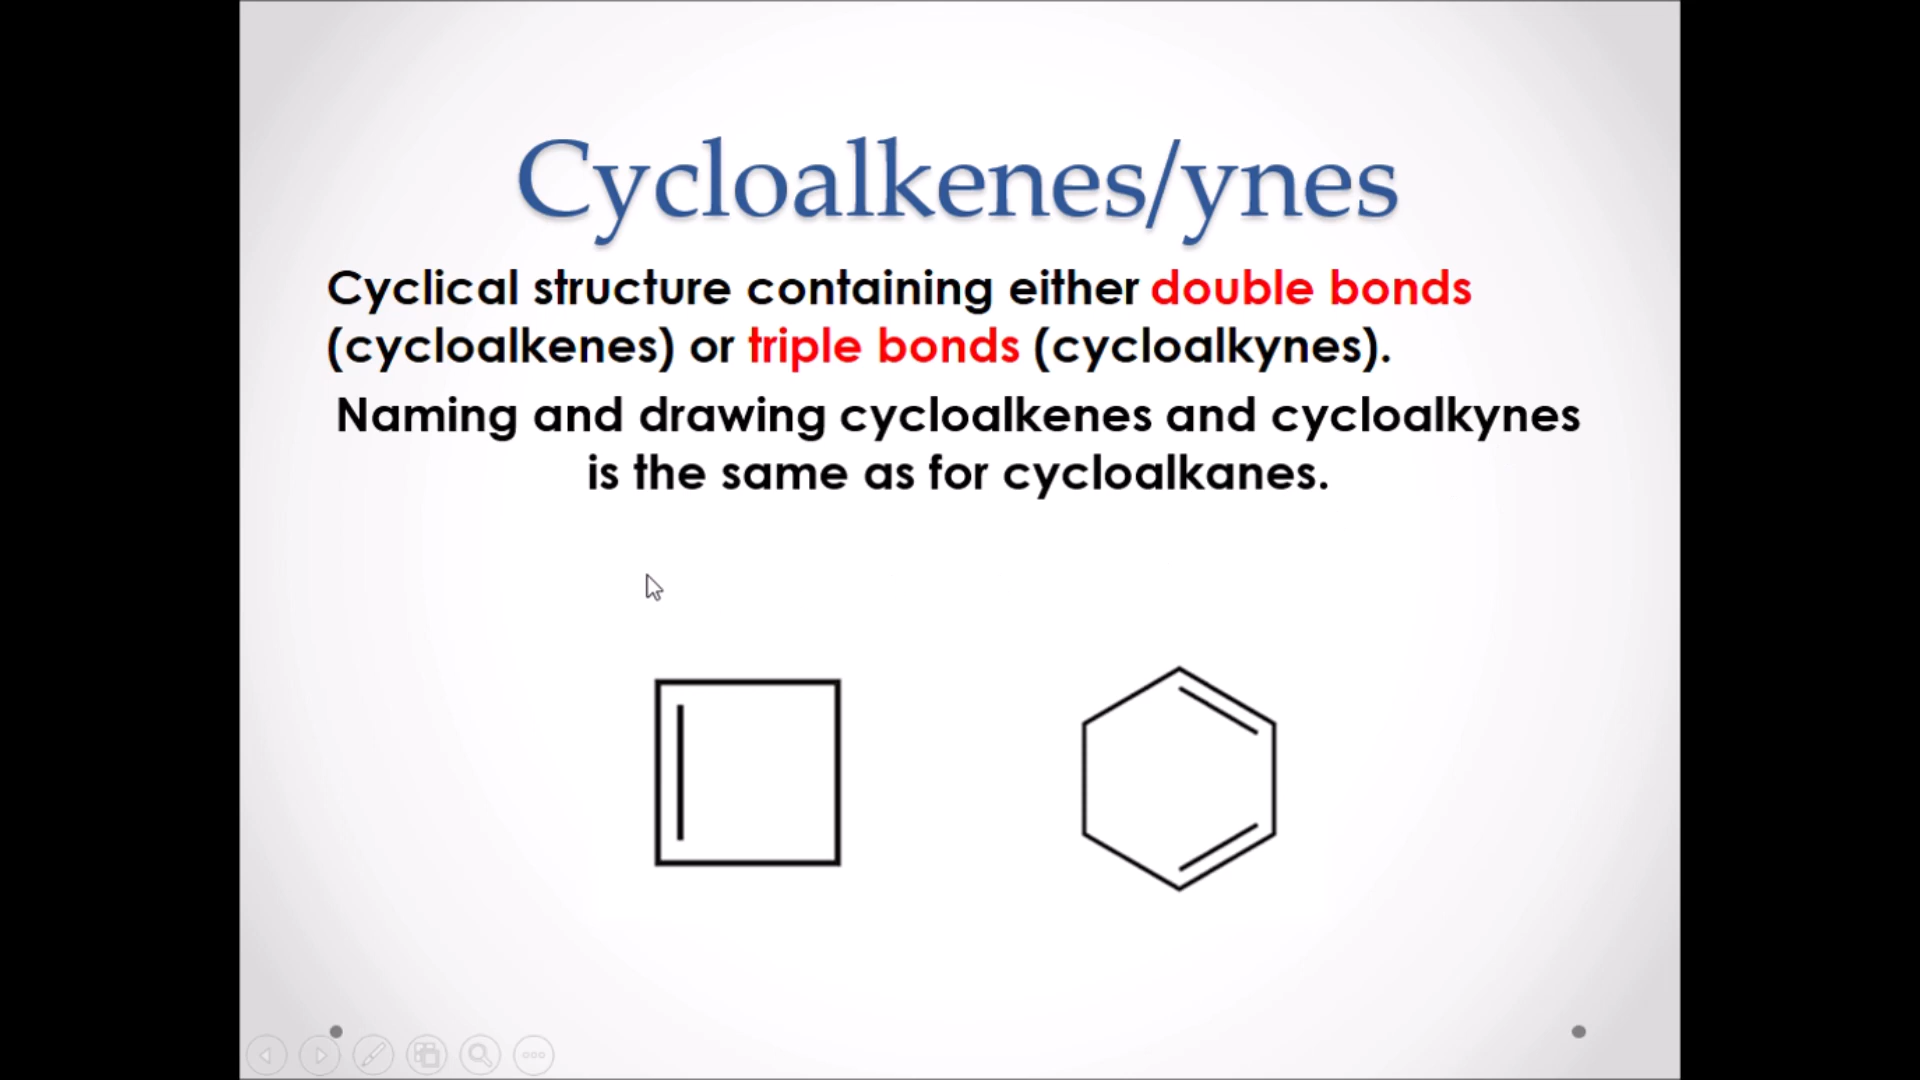 Cycloalkenes/ynes
Cyclical structure containing either double bonds
(cycloalkenes) or triple bonds (cycloalkynes).
Naming and drawing cycloalkenes and cycloalkynes
is the same as for cycloalkanes.